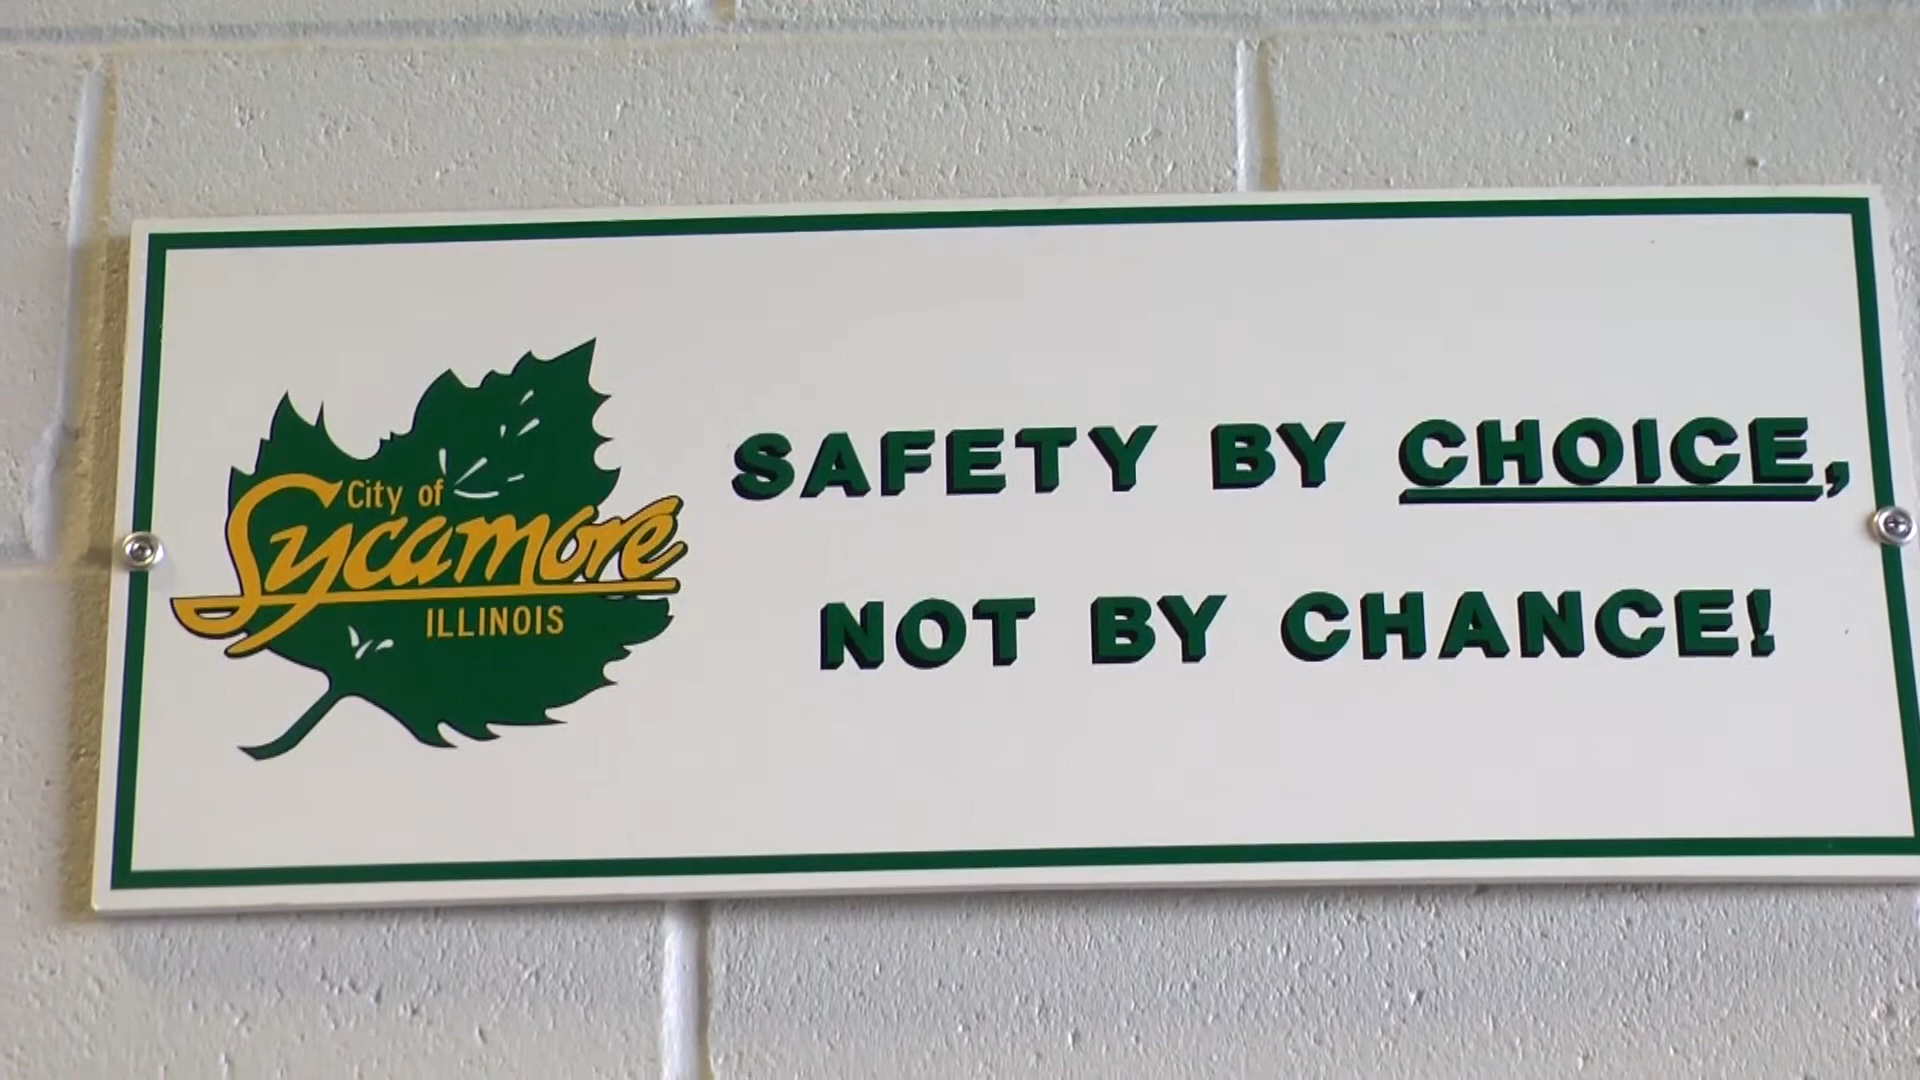 City of
Sycamore
ILLINOIS
SAFETY BY CHOICE,
NOT BY CHANCE!